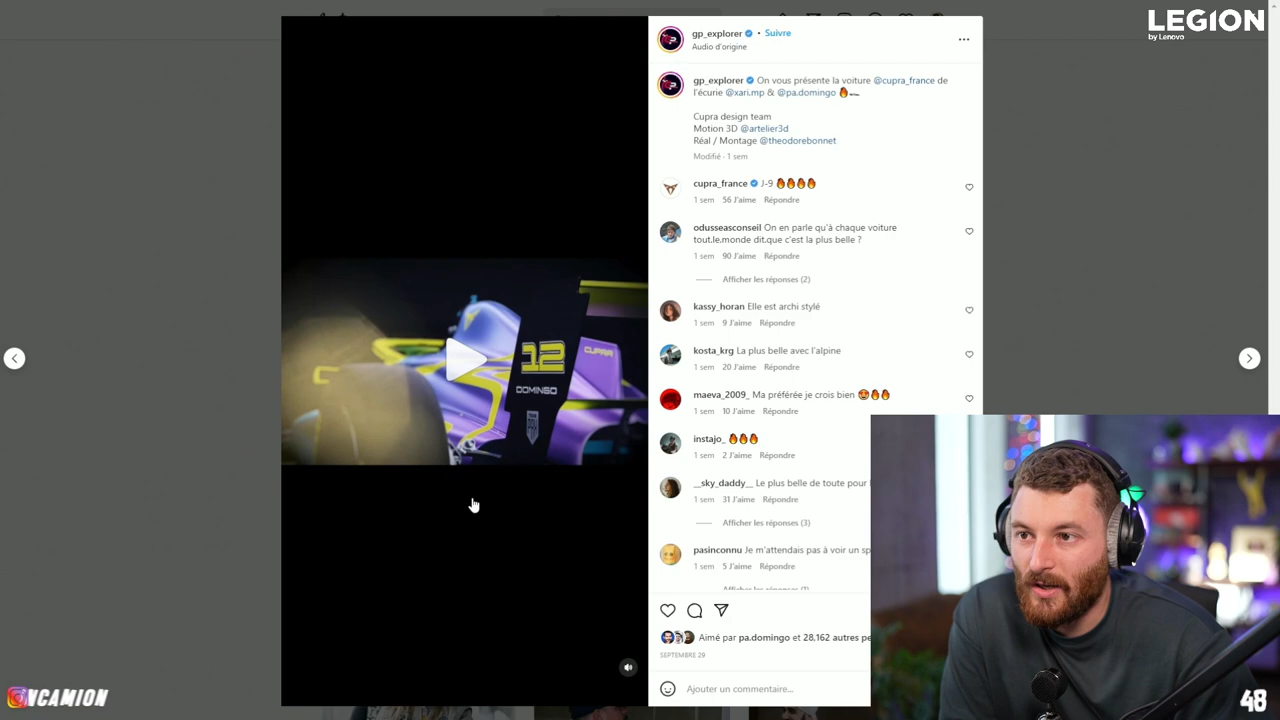 LEGION
by Lenovo
gp_explorer • Suivre
Audio d'origine
gp_explorer On vous présente la voiture @cupra_france de
l'écurie @xari.mp & @pa.domingo 🔥
Cupra design team
Motion 3D @artelier3d
Réal / Montage @theodorebonnet
Modifié · 1 sem
cupra_france J-9 🔥🔥🔥🔥
1 sem 56 J'aime Répondre
odusseasconseil On en parle qu'à chaque voiture
tout.le.monde dit.que c'est la plus belle ?
1 sem 90 J'aime Répondre
Afficher les réponses (2)
kassy_horan Elle est archi stylé
1 sem 9 J'aime Répondre
kosta_krg La plus belle avec l'alpine
1 sem 20 J'aime Répondre
maeva_2009_ Ma préférée je crois bien 😍🔥🔥
1 sem 10 J'aime Répondre
instajo_ 🔥🔥🔥
1 sem 2 J'aime Répondre
__sky_daddy__ Le plus belle de toute pour
1 sem 31 J'aime Répondre
Afficher les réponses (3)
pasinconnu Je m'attendais pas à voir un sp
1 sem 5 J'aime Répondre
Afficher les réponses (1)
Aimé par pa.domingo et 28,162 autres pe
SEPTEMBRE 29
Ajouter un commentaire...
12
DOMINGO
CUPRA
YCAMION
48